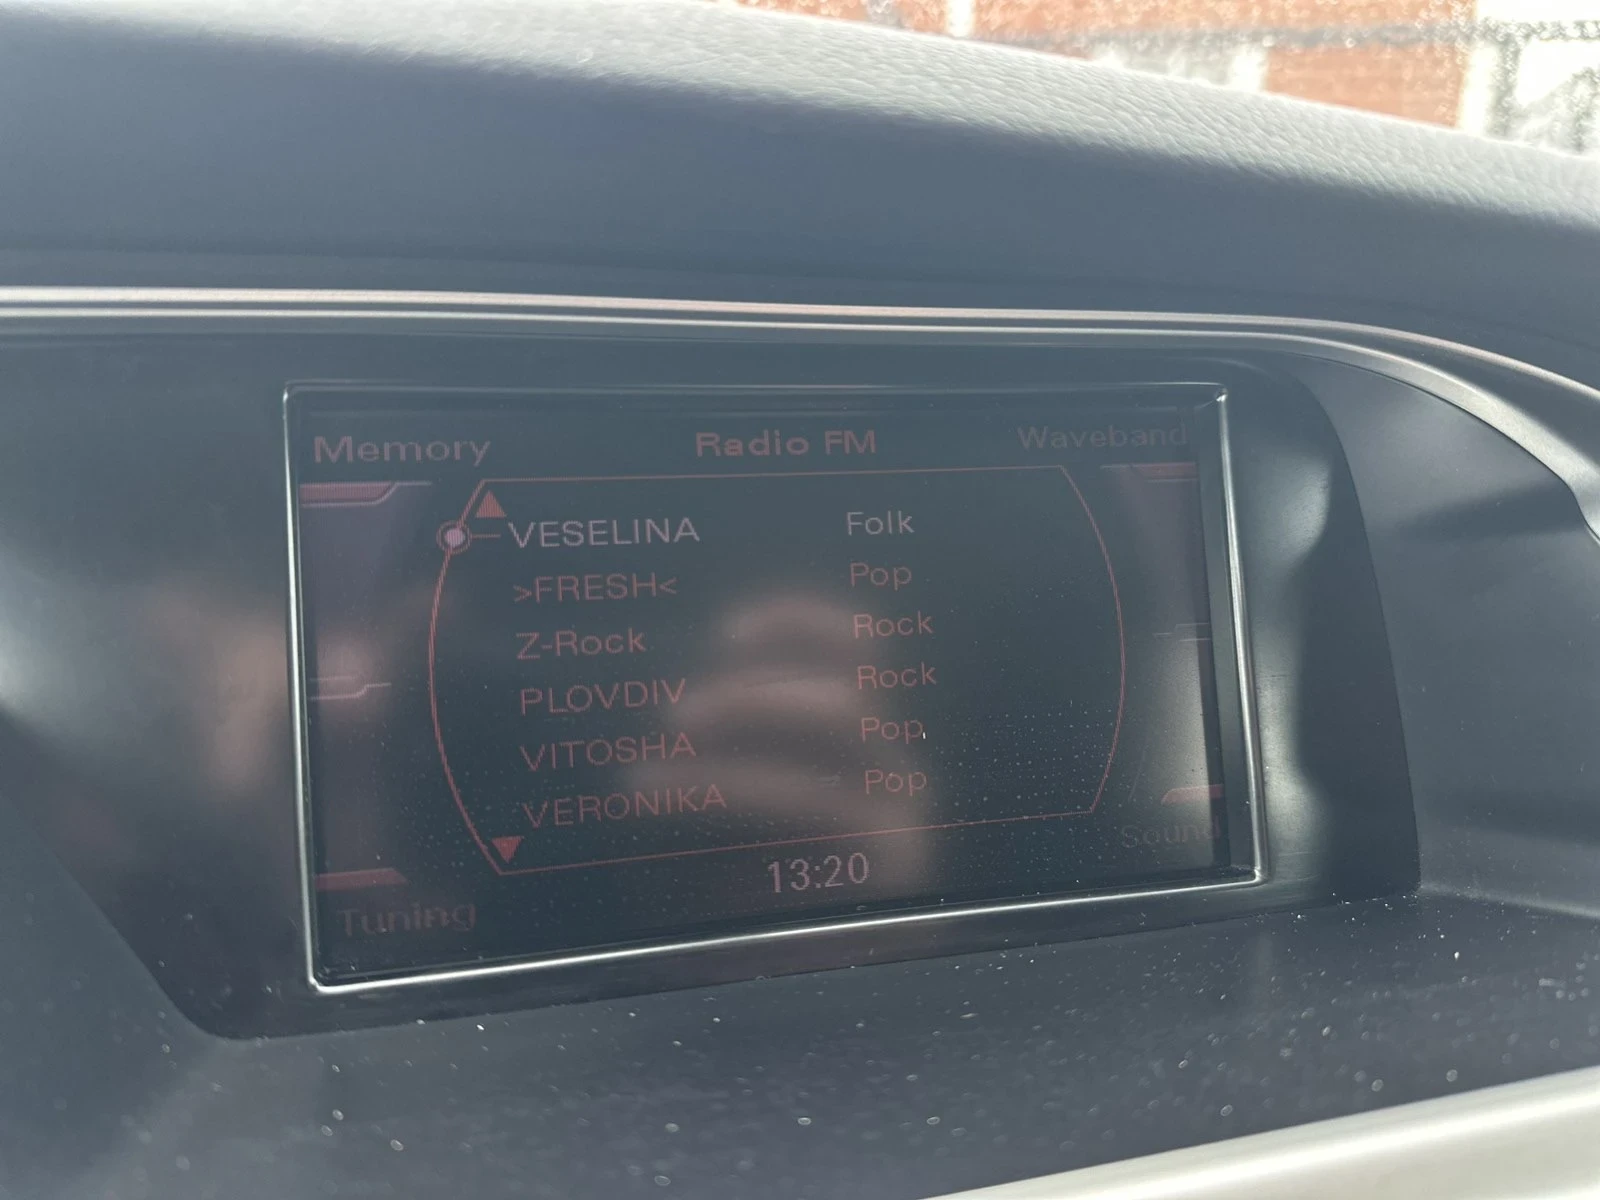 Memory Radio FM Waveband
VESELINA Folk
>FRESH< Pop
Z-Rock Rock
PLOVDIV Rock
VITOSHA Pop
VERONIKA Pop
Sound
13:20
Tuning